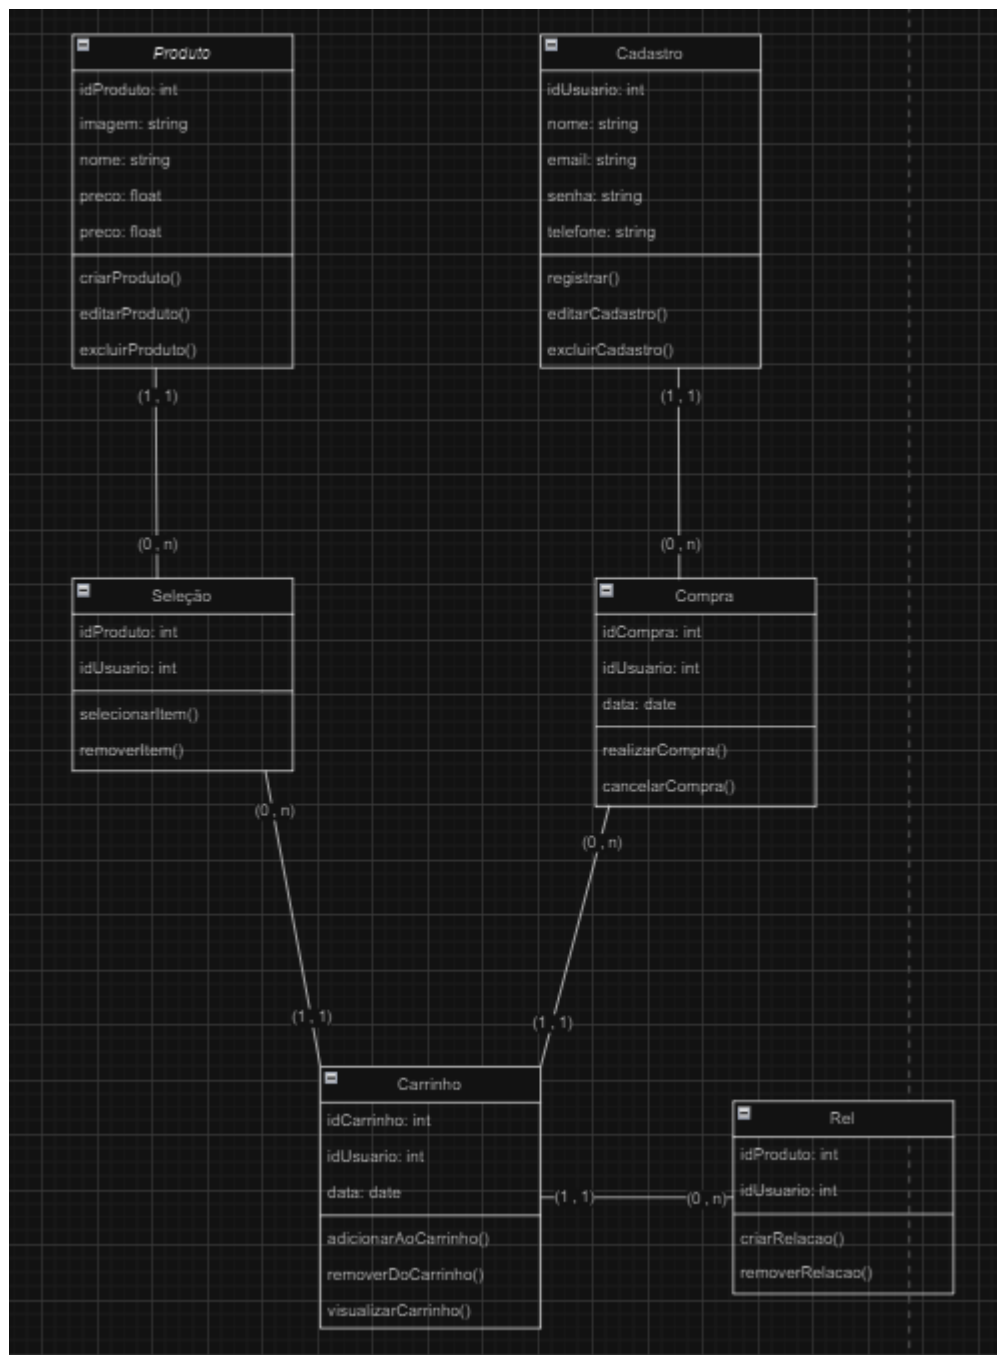 Produto
idProduto: int
imagem: string
nome: string
preco: float
preco: float
criarProduto()
editarProduto()
excluirProduto()
(1 , 1)
(0 , n)
Cadastro
idUsuario: int
nome: string
email: string
senha: string
telefone: string
registrar()
editarCadastro()
excluirCadastro()
(1 , 1)
(0 , n)
Seleção
idProduto: int
idUsuario: int
selecionarItem()
removerItem()
(0 , n)
(1 , 1)
Compra
idCompra: int
idUsuario: int
data: date
realizarCompra()
cancelarCompra()
(0 , n)
(1 , 1)
Carrinho
idCarrinho: int
idUsuario: int
data: date
adicionarAoCarrinho()
removerDoCarrinho()
visualizarCarrinho()
(1 , 1)
(0 , n)
Rel
idProduto: int
idUsuario: int
criarRelacao()
removerRelacao()